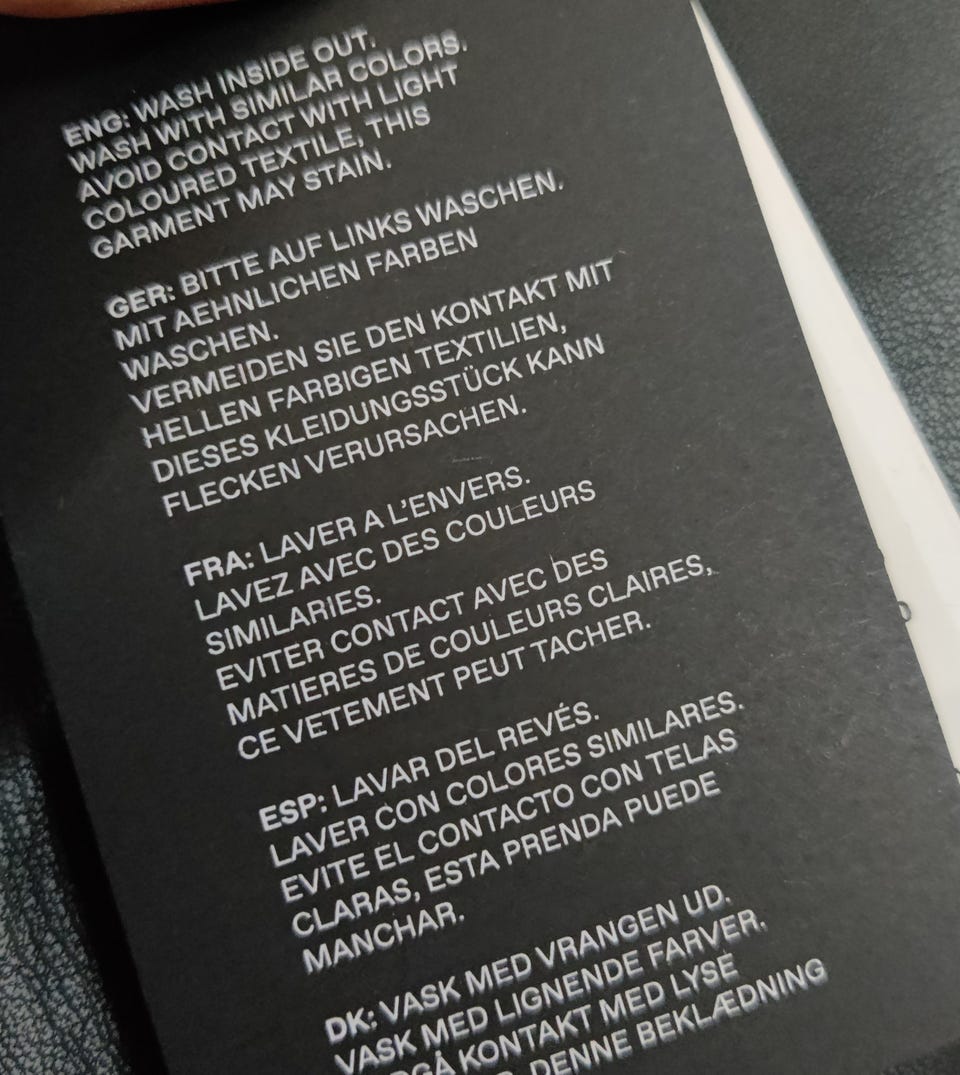 ENG: WASH INSIDE OUT.
WASH WITH SIMILAR COLORS.
AVOID CONTACT WITH LIGHT
COLOURED TEXTILE, THIS
GARMENT MAY STAIN.
GER: BITTE AUF LINKS WASCHEN.
MIT AEHNLICHEN FARBEN
WASCHEN.
VERMEIDEN SIE DEN KONTAKT MIT
HELLEN FARBIGEN TEXTILIEN,
DIESES KLEIDUNGSSTÜCK KANN
FLECKEN VERURSACHEN.
FRA: LAVER A L'ENVERS.
LAVEZ AVEC DES COULEURS
SIMILARIES.
EVITER CONTACT AVEC DES
MATIERES DE COULEURS CLAIRES,
CE VETEMENT PEUT TACHER.
ESP: LAVAR DEL REVÉS.
LAVER CON COLORES SIMILARES.
EVITE EL CONTACTO CON TELAS
CLARAS, ESTA PRENDA PUEDE
MANCHAR.
DK: VASK MED VRANGEN UD.
VASK MED LIGNENDE FARVER.
KONTAKT MED LYSE
DENNE BEKLÆDNING